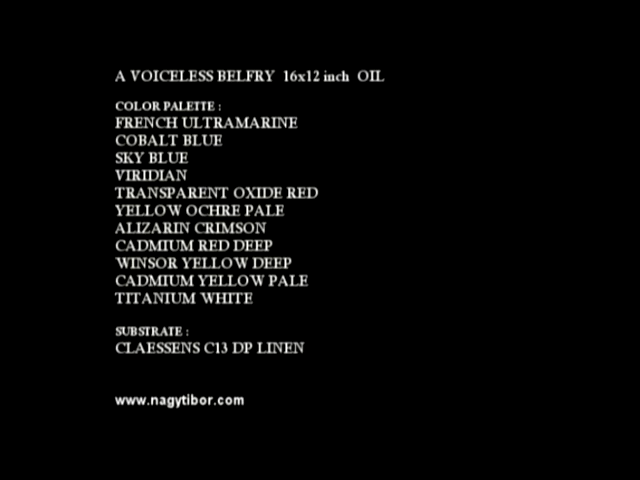 A VOICELESS BELFRY 16x12 inch OIL
COLOR PALETTE :
FRENCH ULTRAMARINE
COBALT BLUE
SKY BLUE
VIRIDIAN
TRANSPARENT OXIDE RED
YELLOW OCHRE PALE
ALIZARIN CRIMSON
CADMIUM RED DEEP
WINSOR YELLOW DEEP
CADMIUM YELLOW PALE
TITANIUM WHITE
SUBSTRATE :
CLAESSENS C13 DP LINEN
www.nagytibor.com